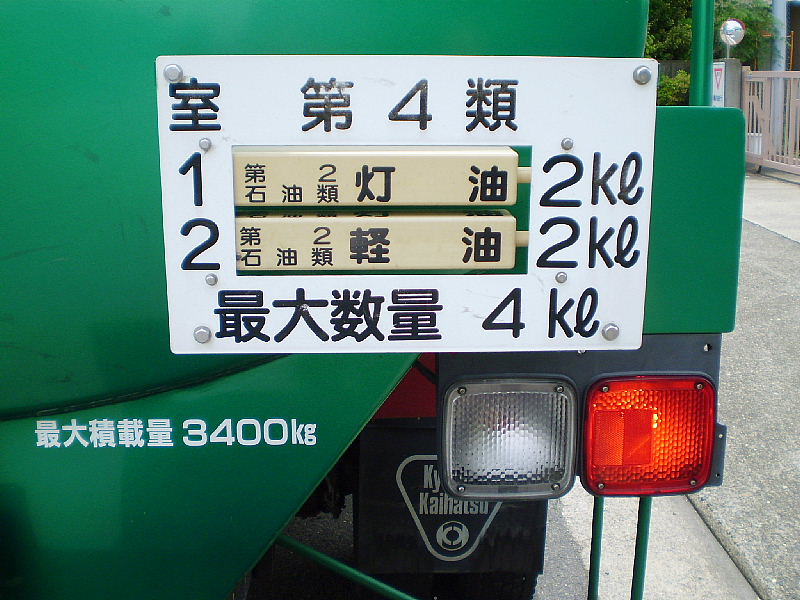 室 第4類
1 第2石油類 灯油 2kℓ
2 第2石油類 軽油 2kℓ
最大数量 4kℓ
最大積載量 3400kg
Kaihatsu